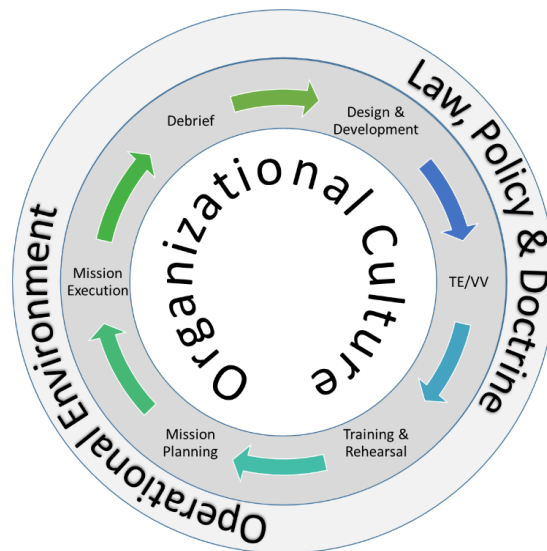 Law, Policy & Doctrine
Operational Environment
Organizational Culture
Debrief
Design &
Development
TE/VV
Training &
Rehearsal
Mission
Planning
Mission
Execution